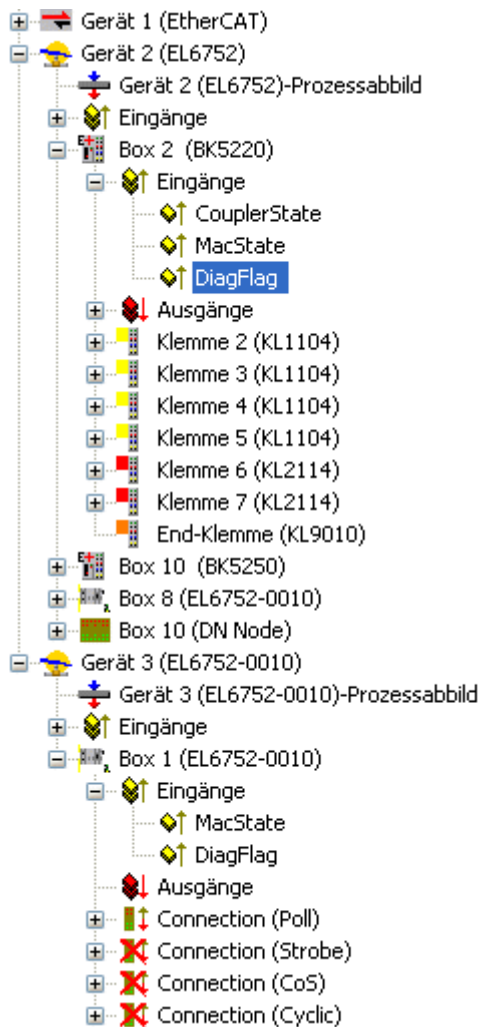 Gerät 1 (EtherCAT)
Gerät 2 (EL6752)
Gerät 2 (EL6752)-Prozessabbild
Eingänge
Box 2 (BK5220)
Eingänge
CouplerState
MacState
DiagFlag
Ausgänge
Klemme 2 (KL1104)
Klemme 3 (KL1104)
Klemme 4 (KL1104)
Klemme 5 (KL1104)
Klemme 6 (KL2114)
Klemme 7 (KL2114)
End-Klemme (KL9010)
Box 10 (BK5250)
Box 8 (EL6752-0010)
Box 10 (DN Node)
Gerät 3 (EL6752-0010)
Gerät 3 (EL6752-0010)-Prozessabbild
Eingänge
Box 1 (EL6752-0010)
Eingänge
MacState
DiagFlag
Ausgänge
Connection (Poll)
Connection (Strobe)
Connection (CoS)
Connection (Cyclic)